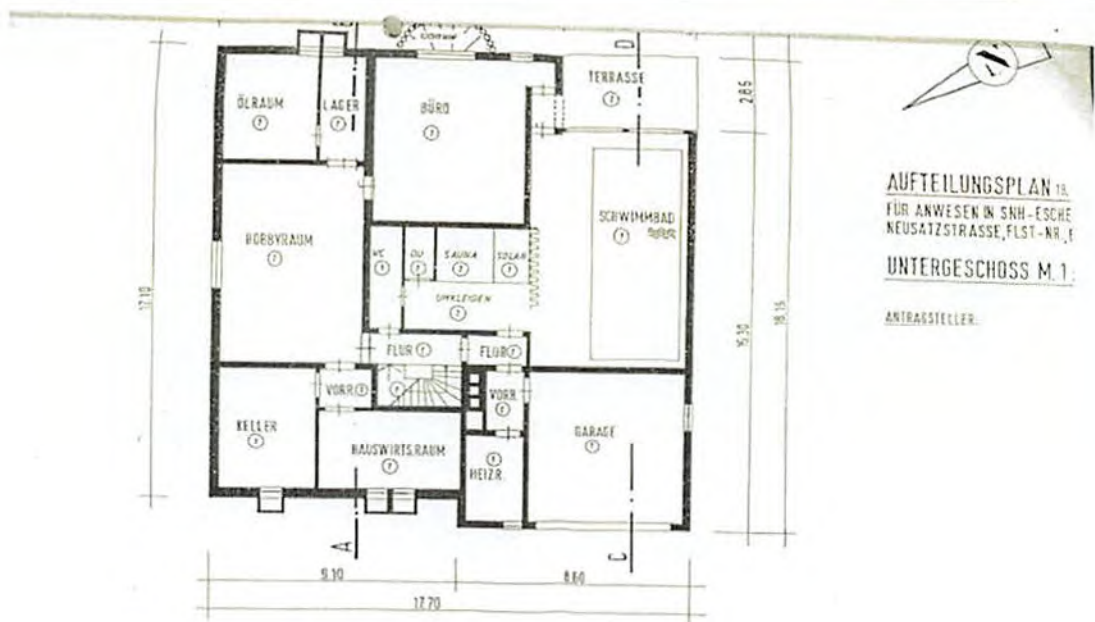 B
D
TERRASSE
ÖLRAUM
LAGER
BÜRO
2,85
SCHWIMMBAD
HOBBYRAUM
WC
DU
SAUNA
SOLAR
UMKLEIDEN
17.10
15,30
18,15
FLUR
FLUR
VORR.
VORR.
KELLER
HAUSWIRTS.RAUM
HEIZ.R.
GARAGE
A
C
9.10
8.60
17.70
AUFTEILUNGSPLAN
FÜR ANWESEN IN SNH-ESCHE
NEUSATZSTRASSE, FLST-NR.,
UNTERGESCHOSS M. 1:
ANTRAGSTELLER: